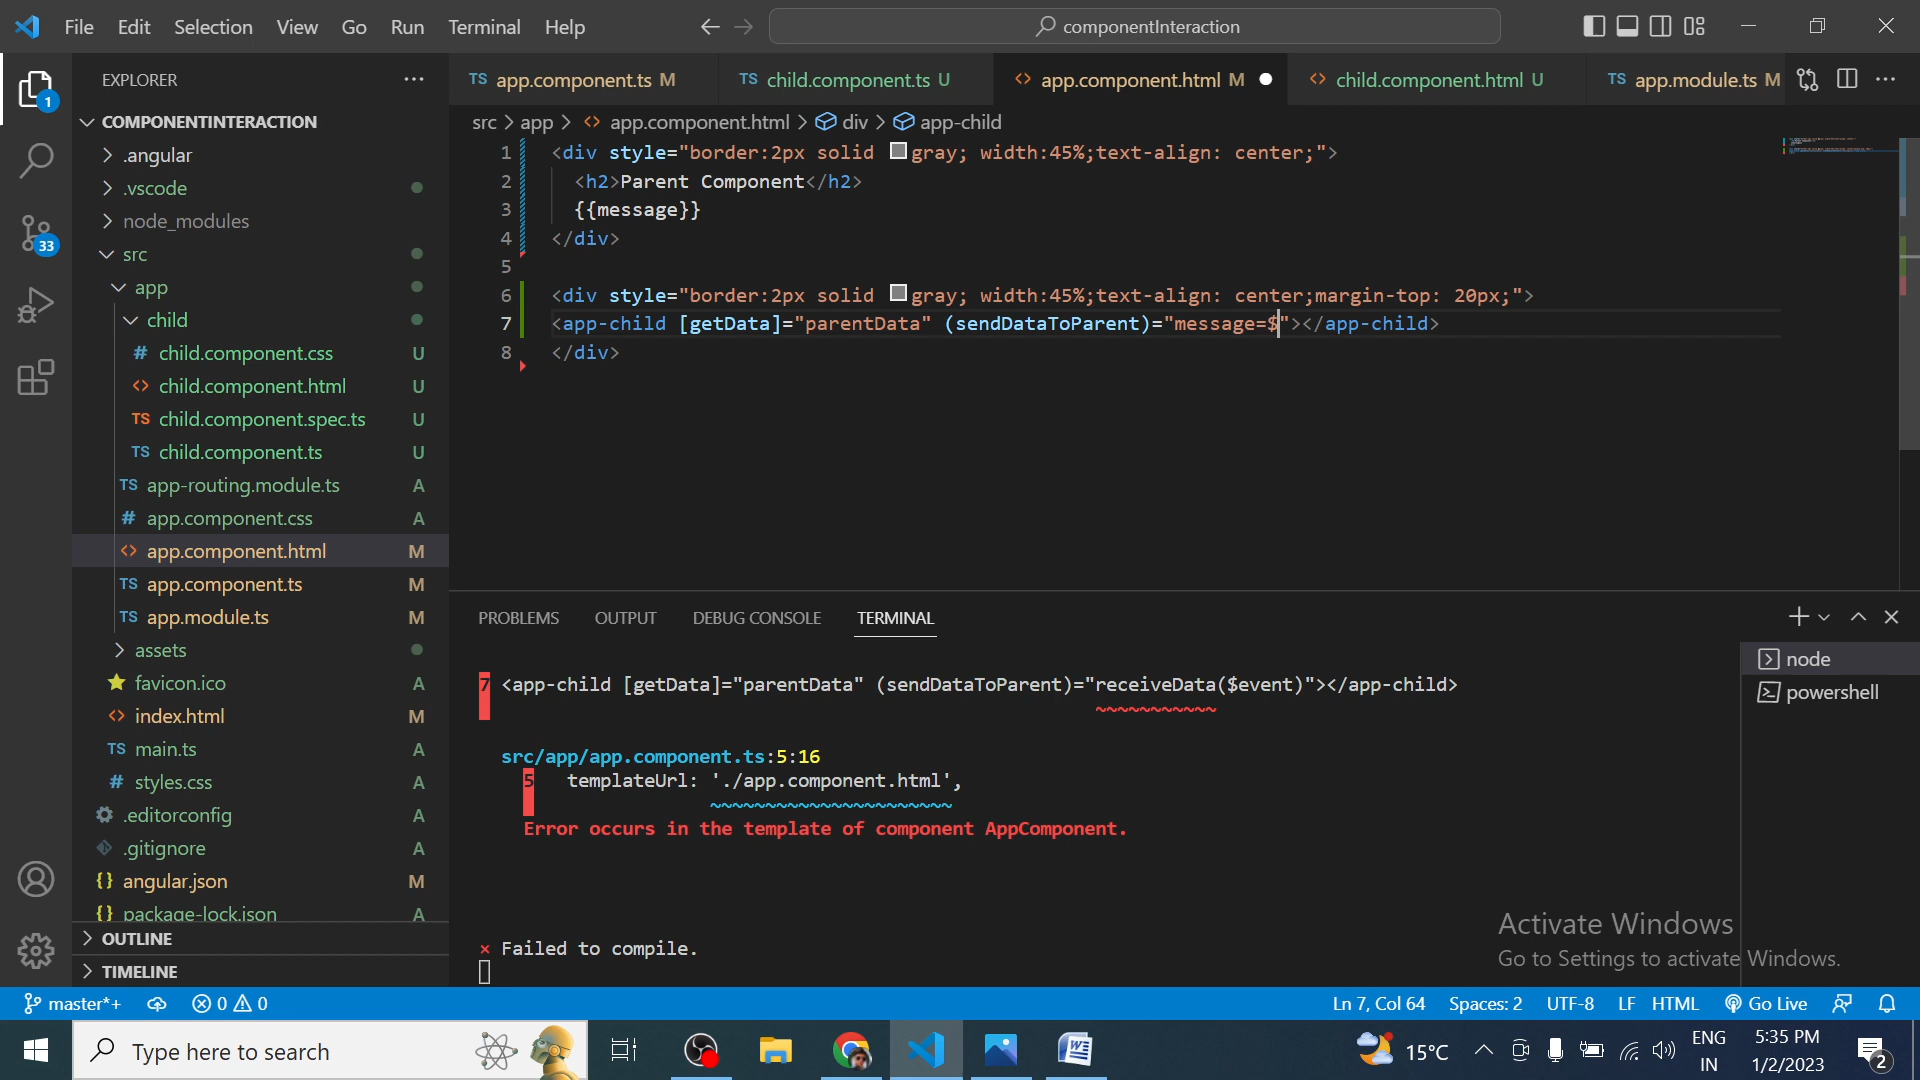 File Edit Selection View Go Run Terminal Help
componentInteraction
EXPLORER
COMPONENTINTERACTION
.angular
.vscode
node_modules
src
app
child
child.component.css U
child.component.html U
child.component.spec.ts U
child.component.ts U
app-routing.module.ts A
app.component.css A
app.component.html M
app.component.ts M
app.module.ts M
assets
favicon.ico A
index.html M
main.ts A
styles.css A
.editorconfig A
.gitignore A
angular.json M
package-lock.json A
OUTLINE
TIMELINE
1
33
TS app.component.ts M
TS child.component.ts U
<> app.component.html M
<> child.component.html U
TS app.module.ts M
src > app > <> app.component.html > div > app-child
1 <div style="border:2px solid gray; width:45%;text-align: center;">
2 <h2>Parent Component</h2>
3 {{message}}
4 </div>
5
6 <div style="border:2px solid gray; width:45%;text-align: center;margin-top: 20px;">
7 <app-child [getData]="parentData" (sendDataToParent)="message=$"></app-child>
8 </div>
PROBLEMS OUTPUT DEBUG CONSOLE TERMINAL
7 <app-child [getData]="parentData" (sendDataToParent)="receiveData($event)"></app-child>
~~~~~~~~~~~
src/app/app.component.ts:5:16
5 templateUrl: './app.component.html',
~~~~~~~~~~~~~~~~~~~~~~
Error occurs in the template of component AppComponent.
× Failed to compile.
node
powershell
Activate Windows
Go to Settings to activate Windows.
master*+ 0 0
Ln 7, Col 64 Spaces: 2 UTF-8 LF HTML Go Live
Type here to search
15°C
ENG
IN
5:35 PM
1/2/2023
2